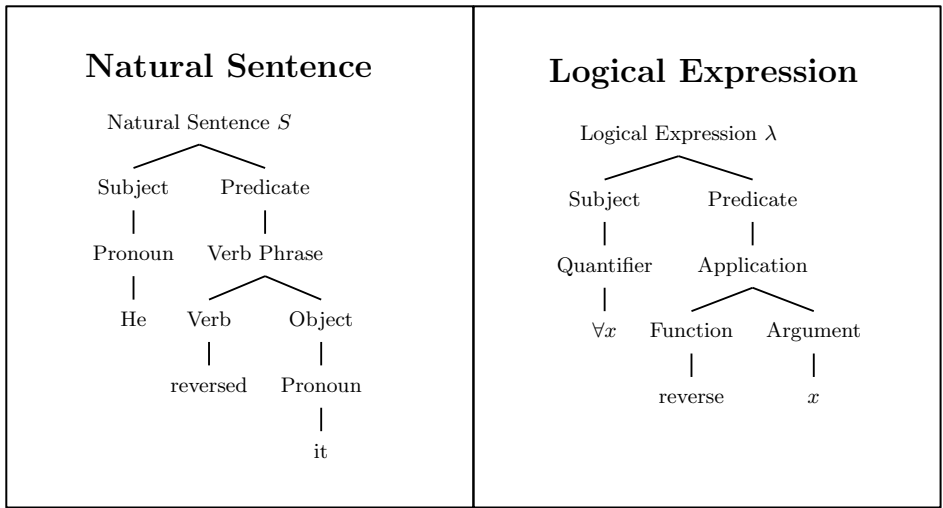 Natural Sentence
Natural Sentence S
Subject Predicate
Pronoun Verb Phrase
He Verb Object
reversed Pronoun
it
Logical Expression
Logical Expression λ
Subject Predicate
Quantifier Application
∀x Function Argument
reverse x